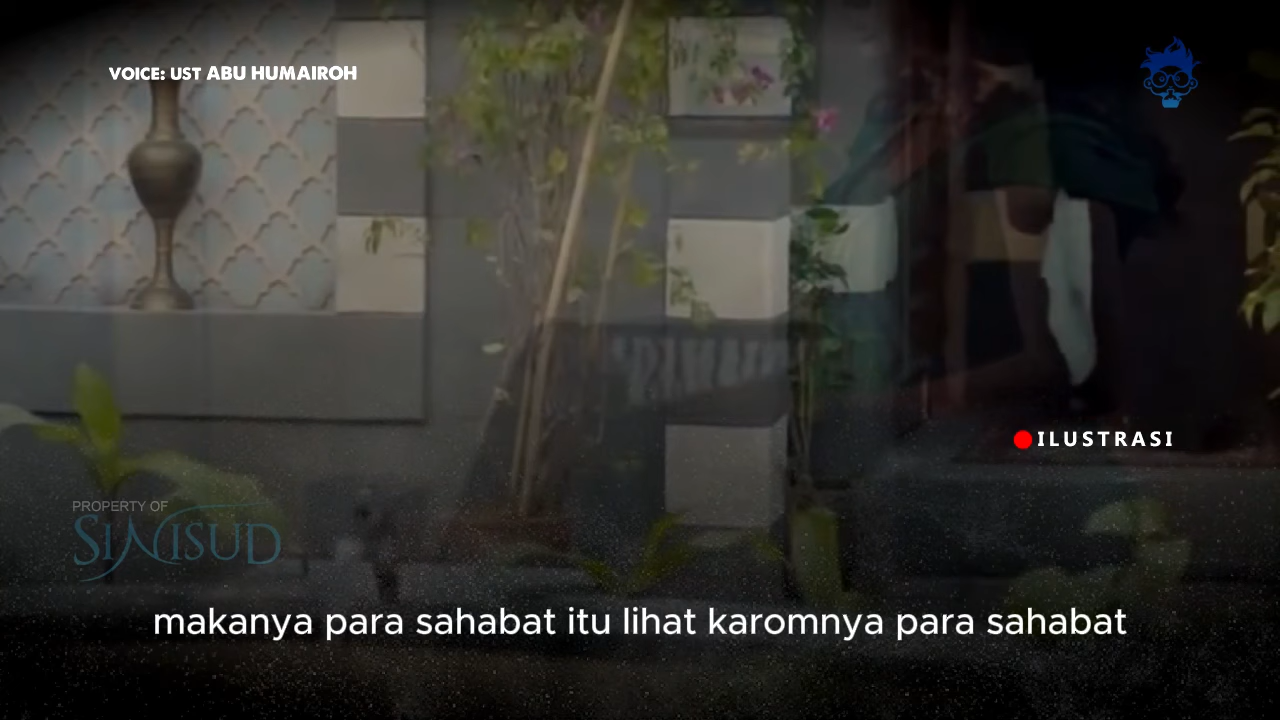 VOICE: UST ABU HUMAIROH
ILUSTRASI
PROPERTY OF
SINISUD
makanya para sahabat itu lihat karomnya para sahabat